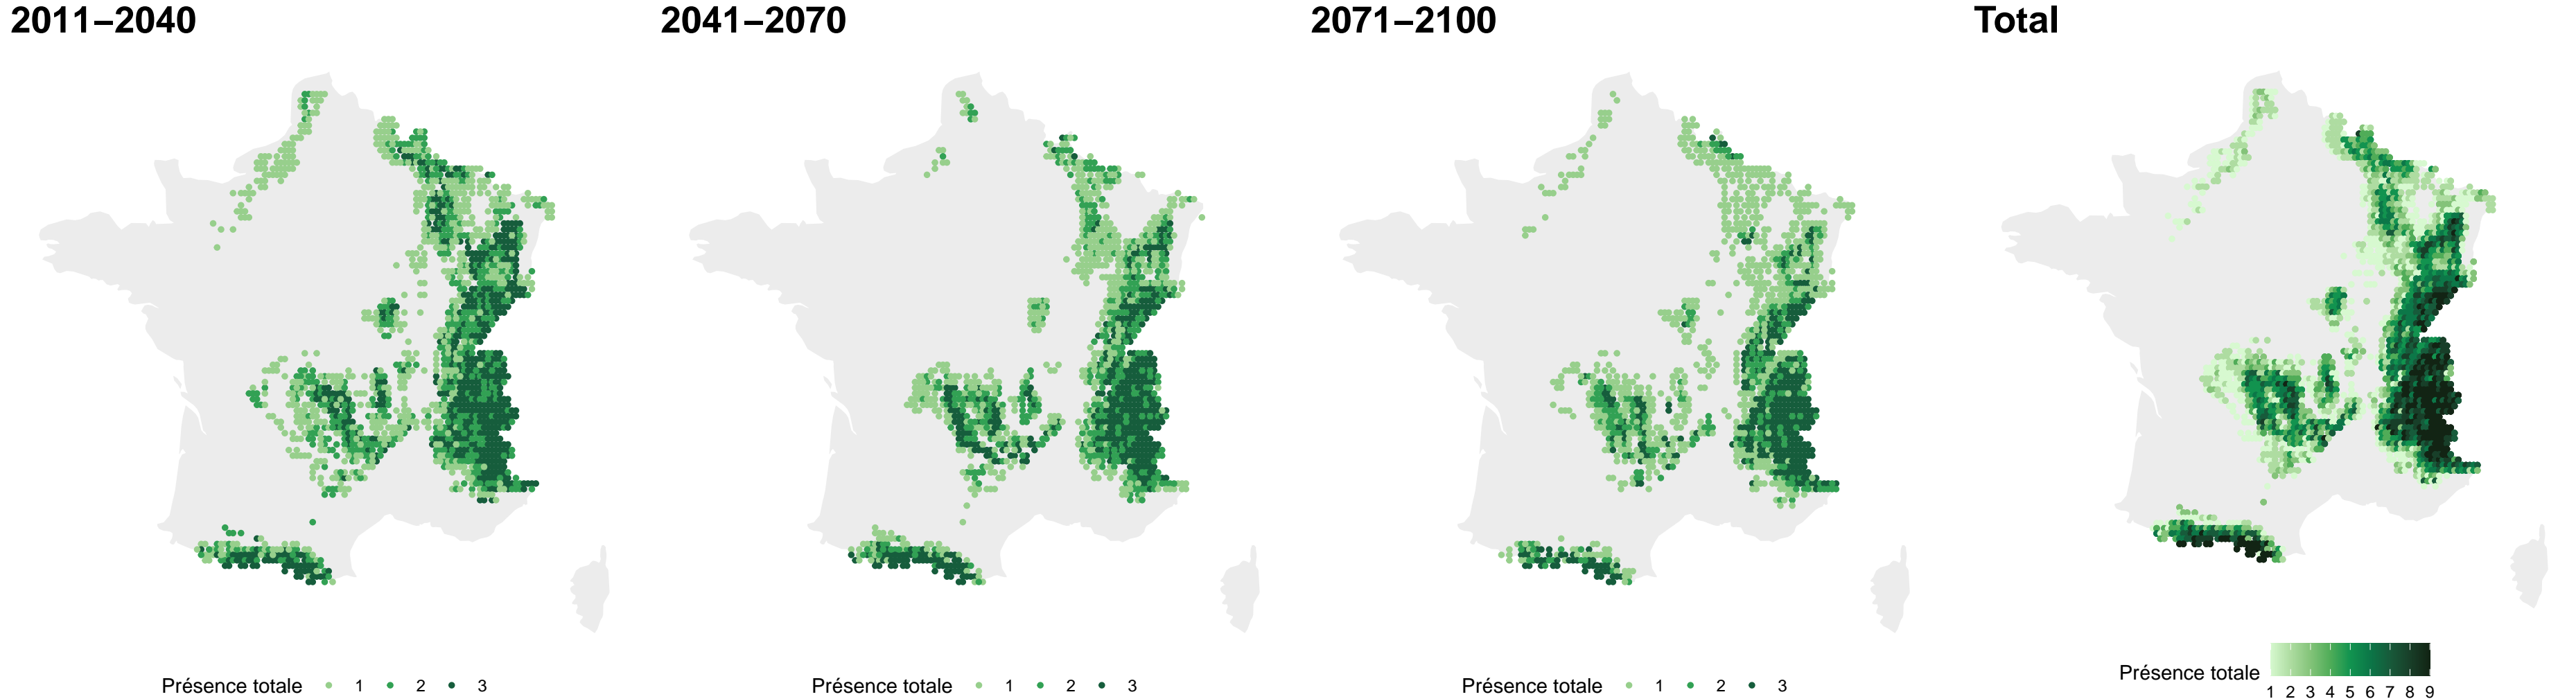 2011–2040
2041–2070
2071–2100
Total
Présence totale 1 2 3
Présence totale 1 2 3
Présence totale 1 2 3
Présence totale
1 2 3 4 5 6 7 8 9